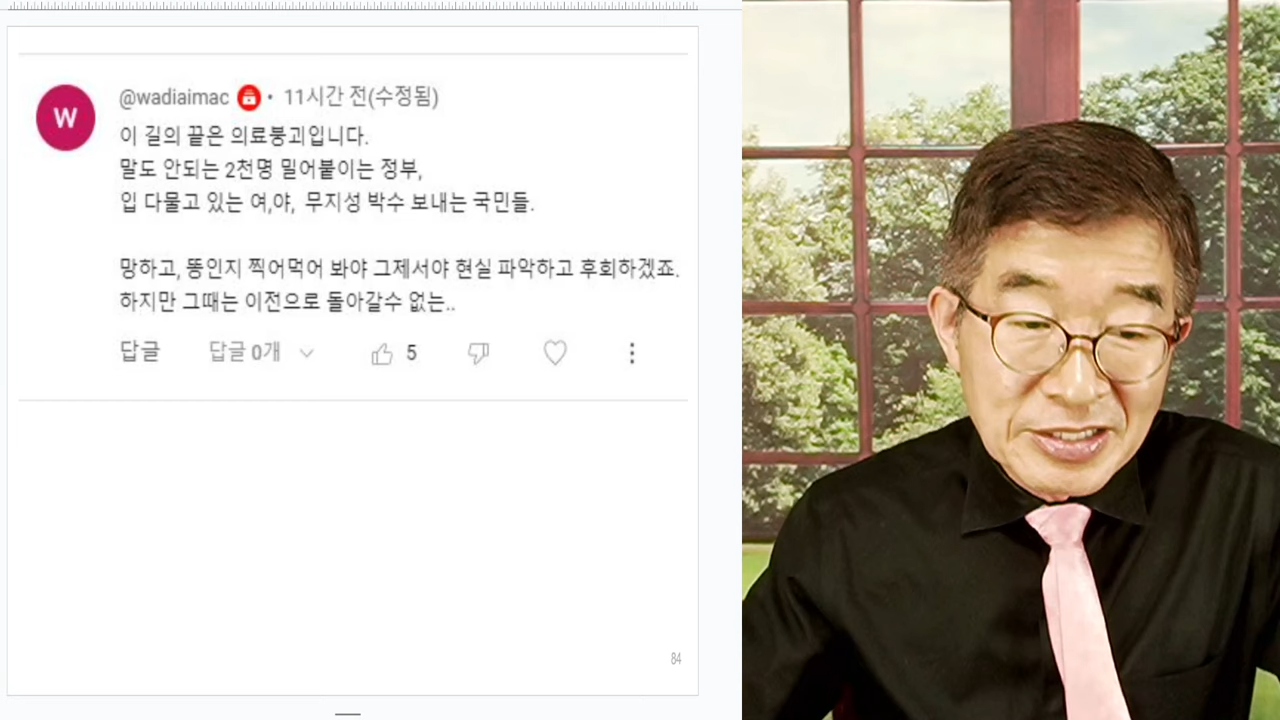 W
@wadiaimac • 11시간 전(수정됨)
이 길의 끝은 의료붕괴입니다.
말도 안되는 2천명 밀어붙이는 정부,
입 다물고 있는 여,야, 무지성 박수 보내는 국민들.
망하고, 똥인지 찍어먹어 봐야 그제서야 현실 파악하고 후회하겠죠.
하지만 그때는 이전으로 돌아갈수 없는..
답글 답글 0개 5
84